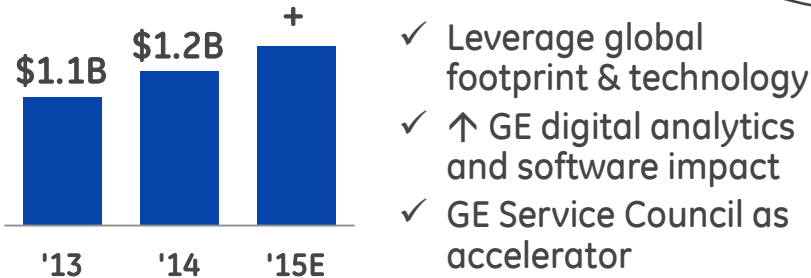 +
$1.2B
$1.1B
'13 '14 '15E
✓ Leverage global
footprint & technology
✓ ↑ GE digital analytics
and software impact
✓ GE Service Council as
accelerator